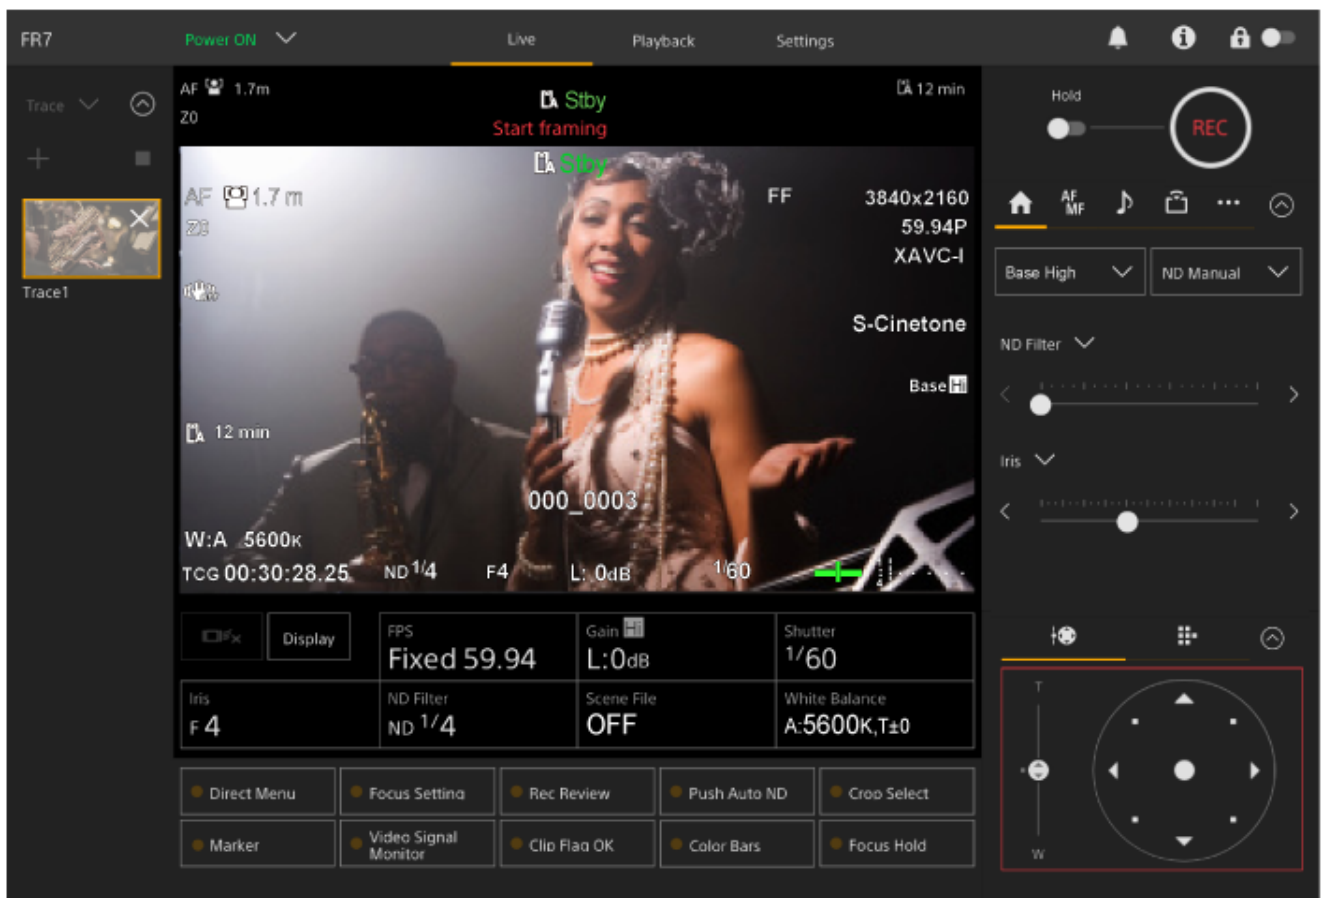 FR7
Power ON
Live
Playback
Settings
Trace
Trace1
AF 1.7m
Z0
Stby
Start framing
12 min
Stby
AF 1.7 m
Z0
FF
3840x2160
59.94P
XAVC-I
S-Cinetone
Base Hi
12 min
000_0003
W:A 5600K
TCG 00:30:28.25
ND 1/4
F4
L: 0dB
1/60
Display
FPS
Fixed 59.94
Gain Hi
L:0dB
Shutter
1/60
Iris
F 4
ND Filter
ND 1/4
Scene File
OFF
White Balance
A:5600K,T±0
Direct Menu
Focus Setting
Rec Review
Push Auto ND
Crop Select
Marker
Video Signal
Monitor
Clip Flag OK
Color Bars
Focus Hold
Hold
REC
AF
MF
Base High
ND Manual
ND Filter
Iris
T
W